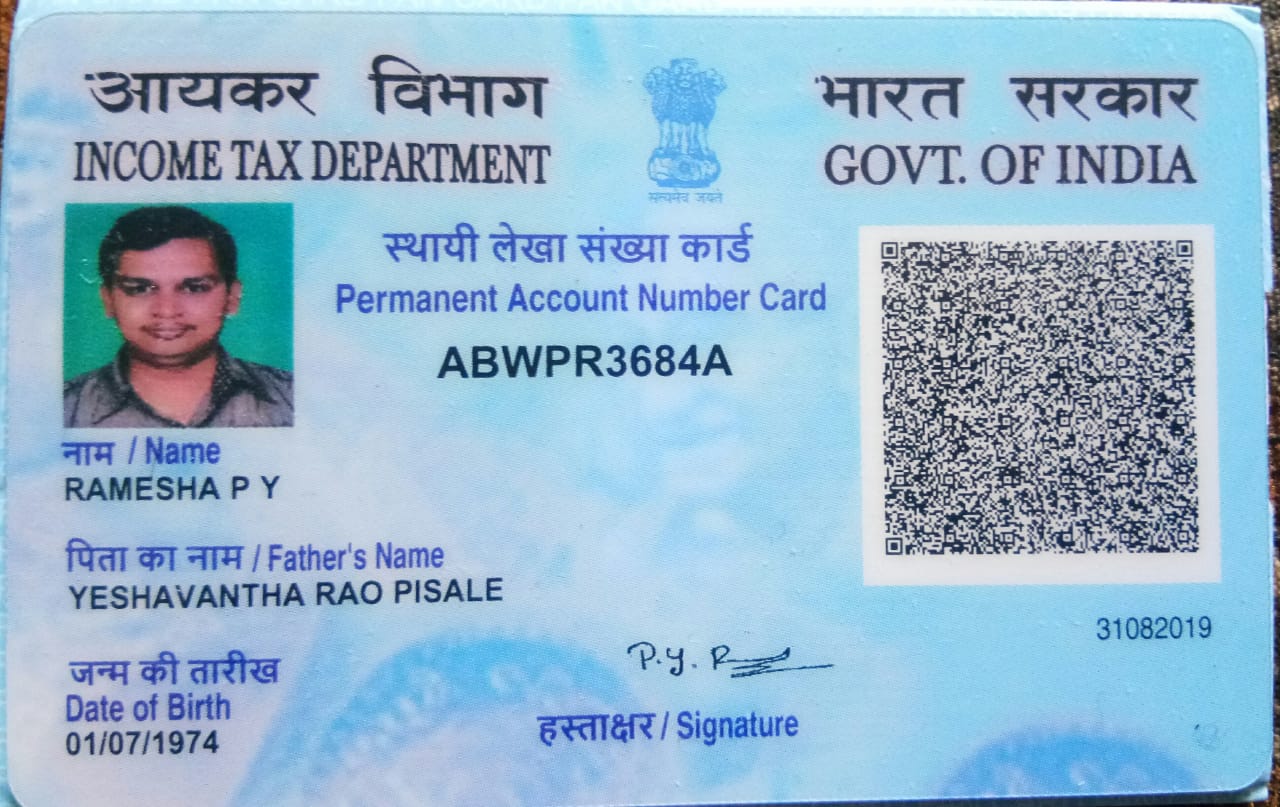 आयकर विभाग
INCOME TAX DEPARTMENT
सत्यमेव जयते
भारत सरकार
GOVT. OF INDIA
स्थायी लेखा संख्या कार्ड
Permanent Account Number Card
ABWPR3684A
नाम / Name
RAMESHA P Y
पिता का नाम / Father's Name
YESHAVANTHA RAO PISALE
जन्म की तारीख
Date of Birth
01/07/1974
P.Y. R
हस्ताक्षर / Signature
31082019